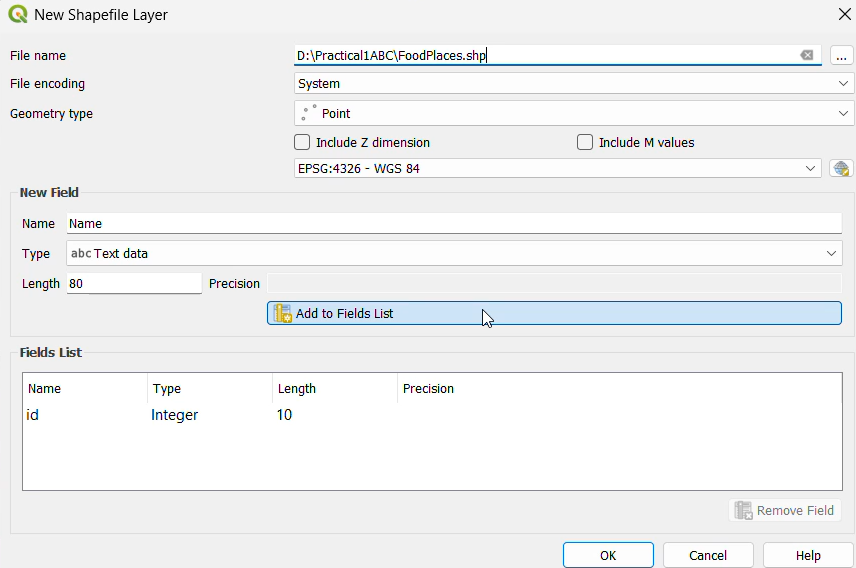 New Shapefile Layer
File name D:\Practical1ABC\FoodPlaces.shp ...
File encoding System
Geometry type Point
Include Z dimension Include M values
EPSG:4326 - WGS 84
New Field
Name Name
Type abc Text data
Length 80 Precision
Add to Fields List
Fields List
Name Type Length Precision
id Integer 10
Remove Field
OK Cancel Help